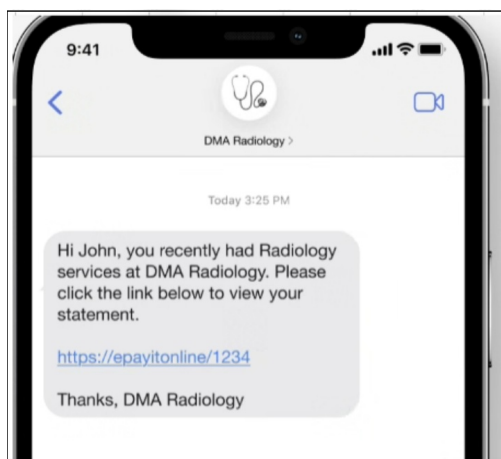 9:41
DMA Radiology >
Today 3:25 PM
Hi John, you recently had Radiology
services at DMA Radiology. Please
click the link below to view your
statement.
https://epayitonline/1234
Thanks, DMA Radiology